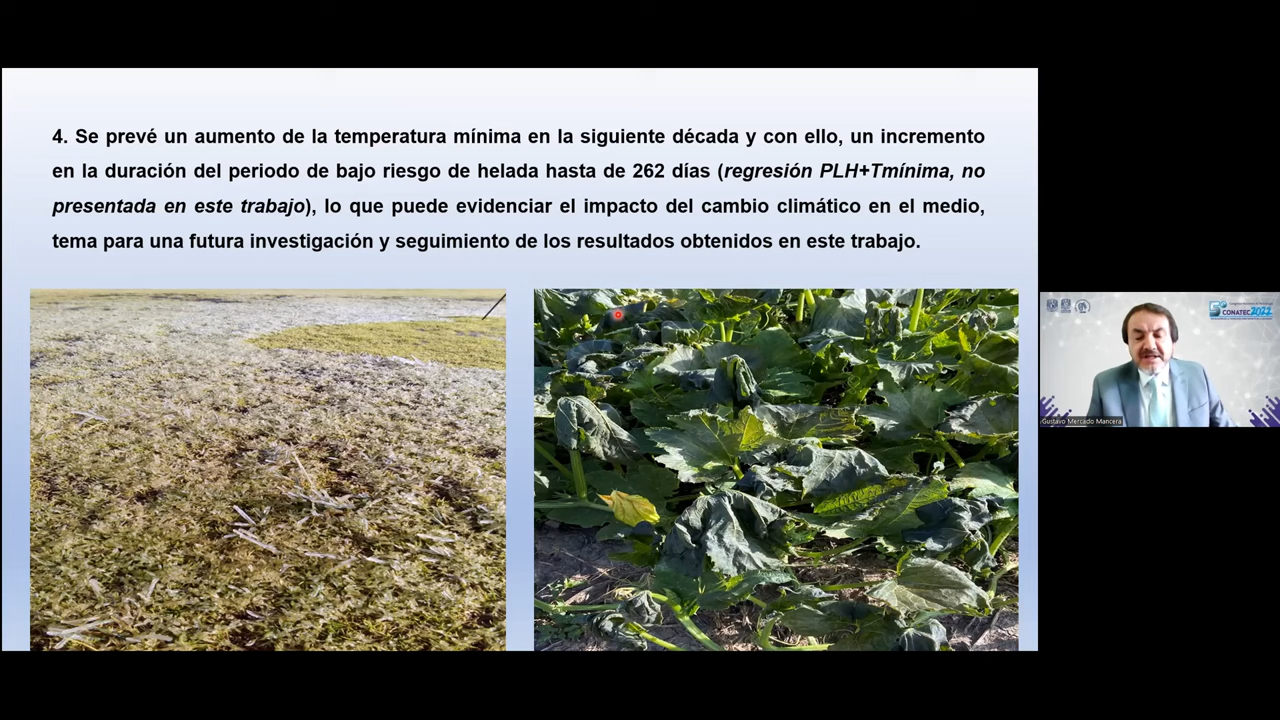 4. Se prevé un aumento de la temperatura mínima en la siguiente década y con ello, un incremento
en la duración del periodo de bajo riesgo de helada hasta de 262 días (regresión PLH+Tmínima, no
presentada en este trabajo), lo que puede evidenciar el impacto del cambio climático en el medio,
tema para una futura investigación y seguimiento de los resultados obtenidos en este trabajo.
5°
CONATEC 2022
Gustavo Mercado Mancera